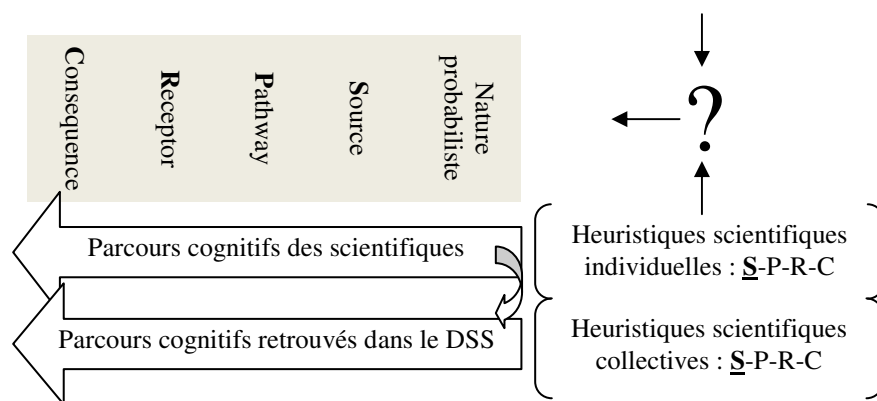 Consequence
Receptor
Pathway
Source
Nature
probabiliste
?
Parcours cognitifs des scientifiques
Heuristiques scientifiques
individuelles : S-P-R-C
Parcours cognitifs retrouvés dans le DSS
Heuristiques scientifiques
collectives : S-P-R-C